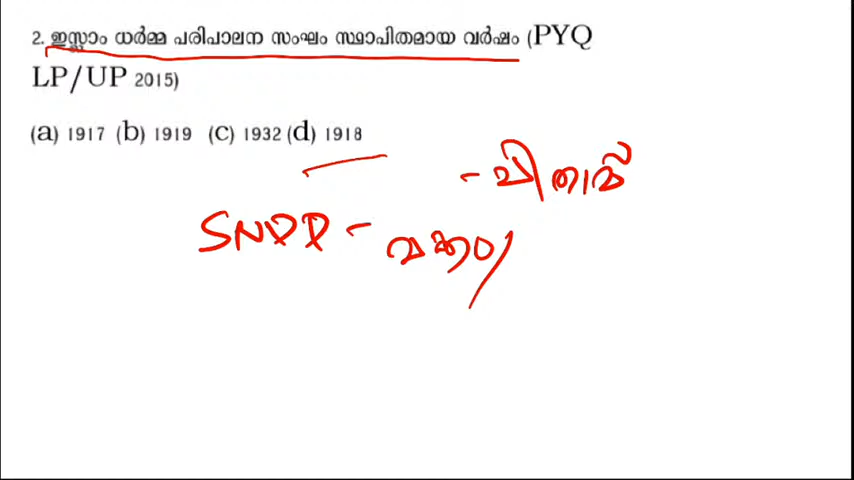 2. ഇസ്ലാം ധർമ്മ പരിപാലന സംഘം സ്ഥാപിതമായ വർഷം (PYQ
LP/UP 2015)
(a) 1917 (b) 1919 (c) 1932 (d) 1918
SNDP -